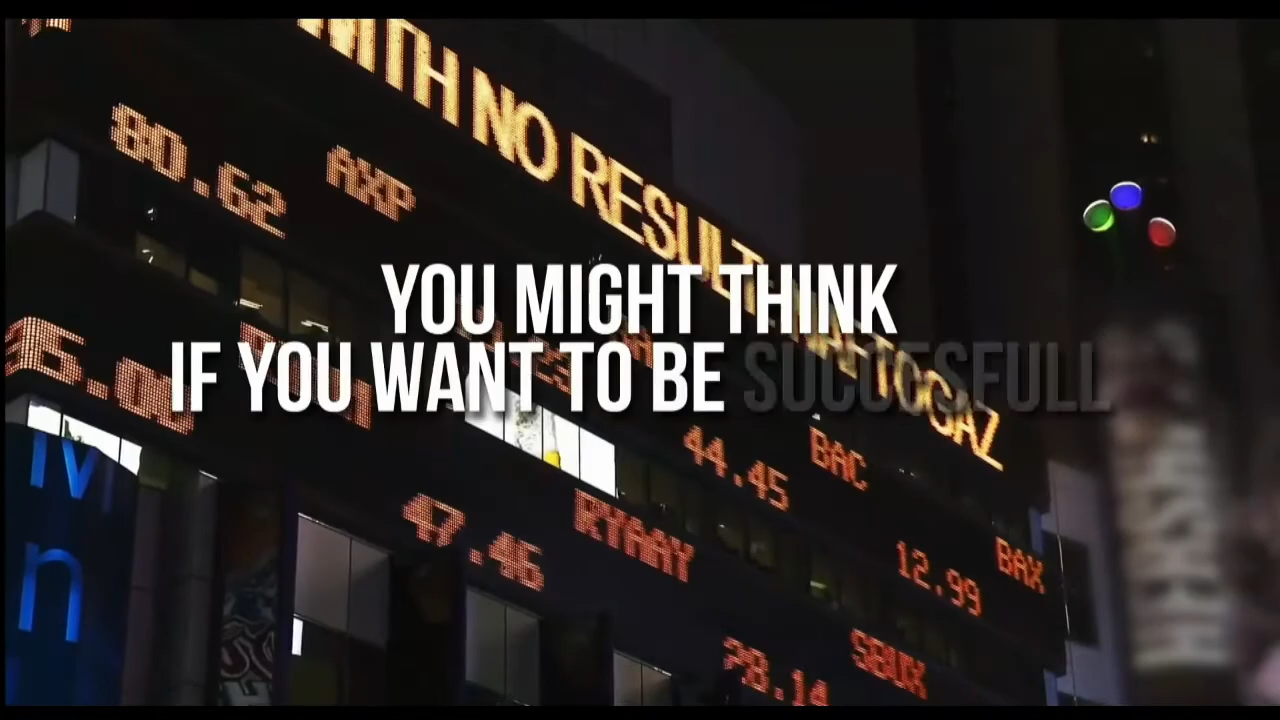 WITH NO RESULT. NAFTOGAZ
80.62 AXP
YOU MIGHT THINK
IF YOU WANT TO BE SUCCESFULL
44.45 BAC
47.46 RYAAY
12.99 BAX
28.14 SBUX
n